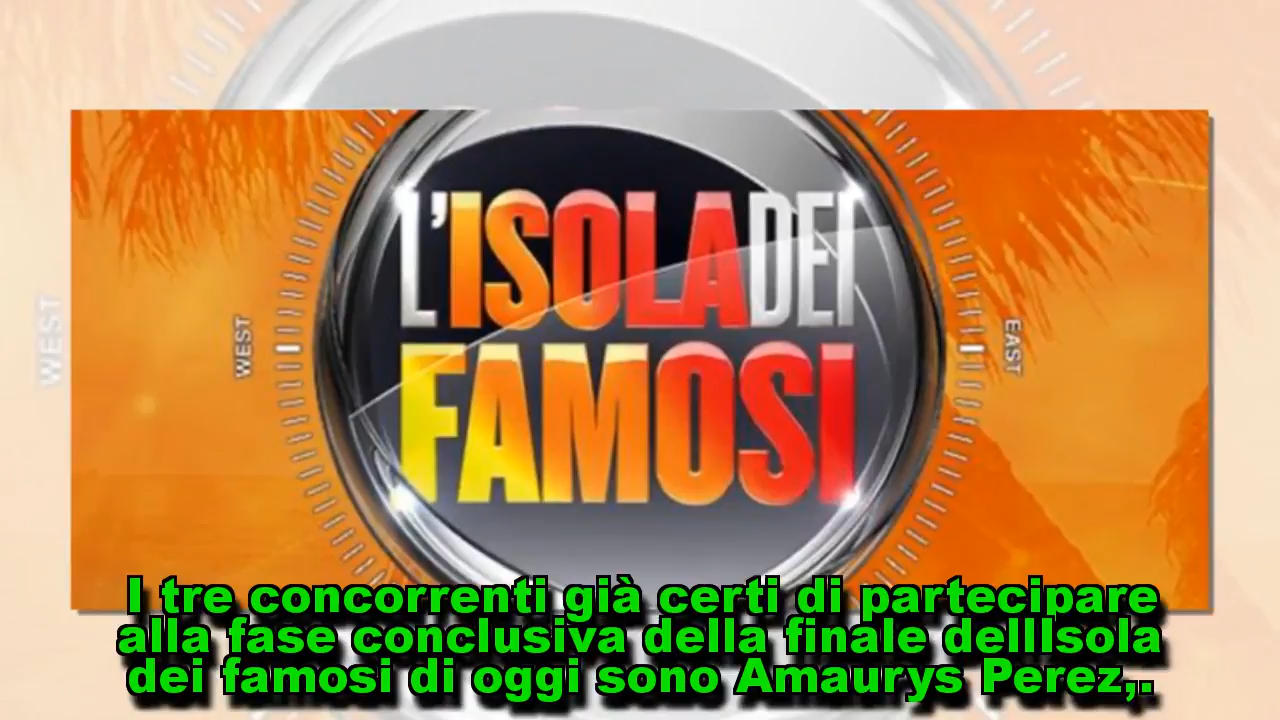 L'ISOLA DEI
FAMOSI
WEST
WEST
EAST
I tre concorrenti già certi di partecipare
alla fase conclusiva della finale dellIsola
dei famosi di oggi sono Amaurys Perez,.